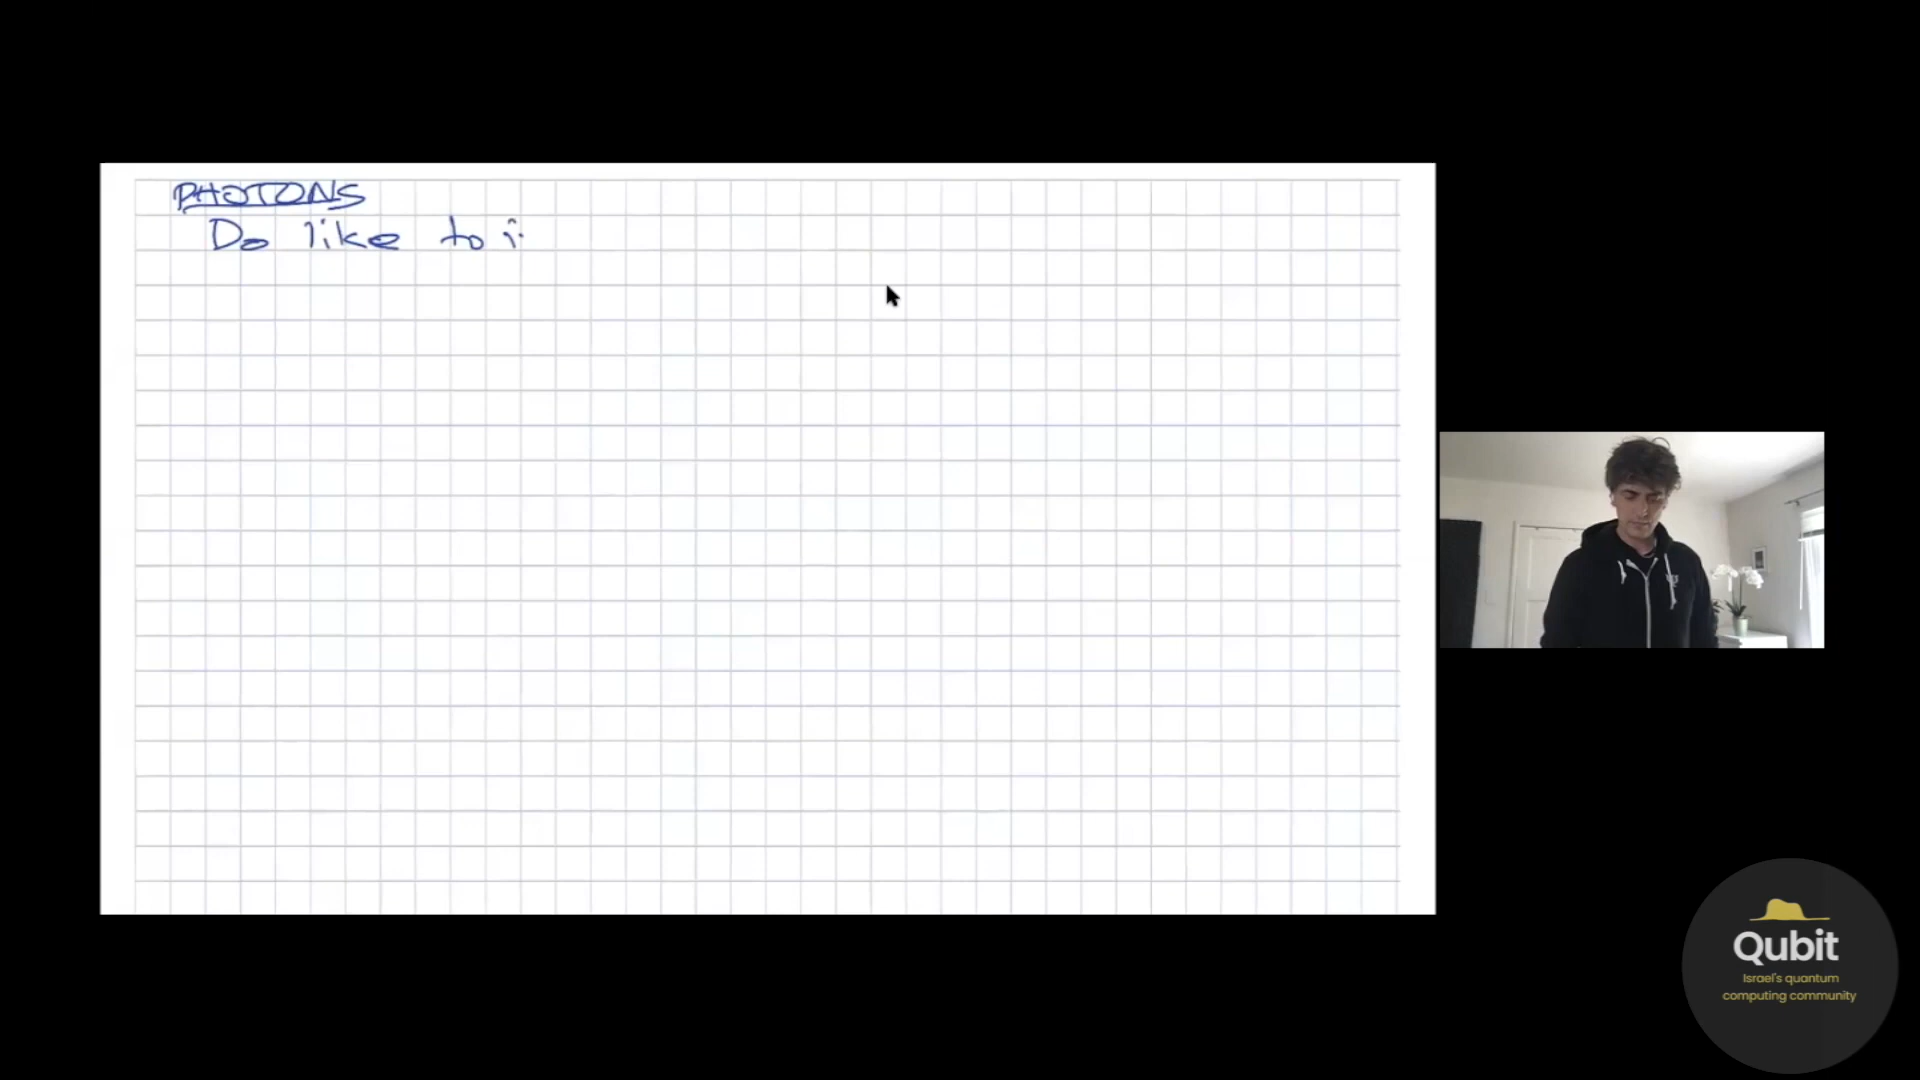 PHOTONS
Do like to i
Qubit
Israel's quantum
computing community